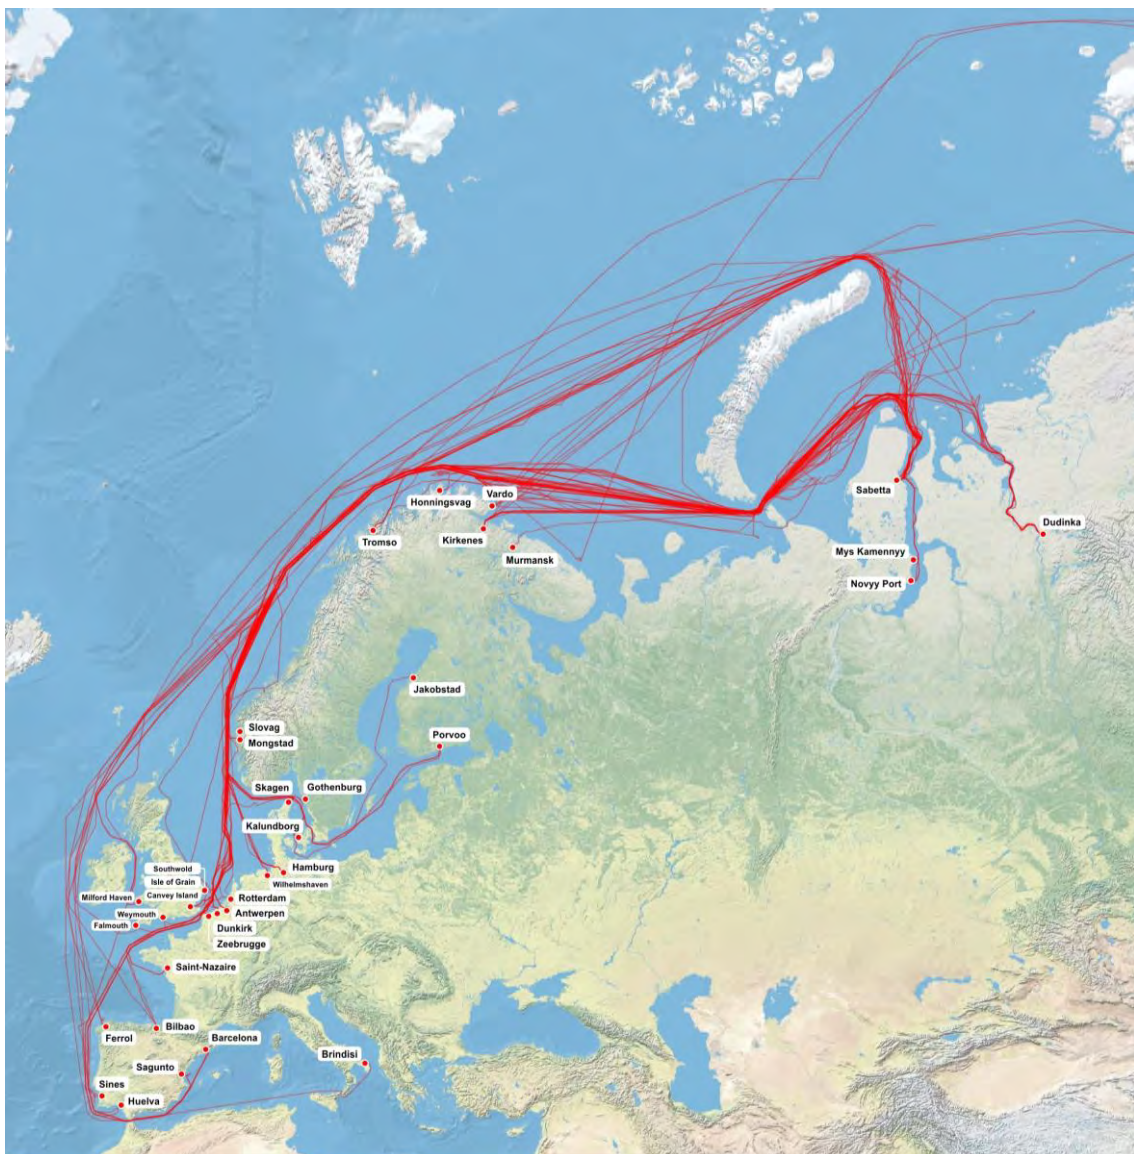 Honningsvag
Vardo
Sabetta
Tromso
Kirkenes
Dudinka
Murmansk
Mys Kamennyy
Novyy Port
Jakobstad
Slovag
Mongstad
Porvoo
Skagen
Gothenburg
Kalundborg
Southwold
Hamburg
Isle of Grain
Wilhelmshaven
Canvey Island
Milford Haven
Rotterdam
Weymouth
Antwerpen
Falmouth
Dunkirk
Zeebrugge
Saint-Nazaire
Ferrol
Bilbao
Barcelona
Brindisi
Sagunto
Sines
Huelva